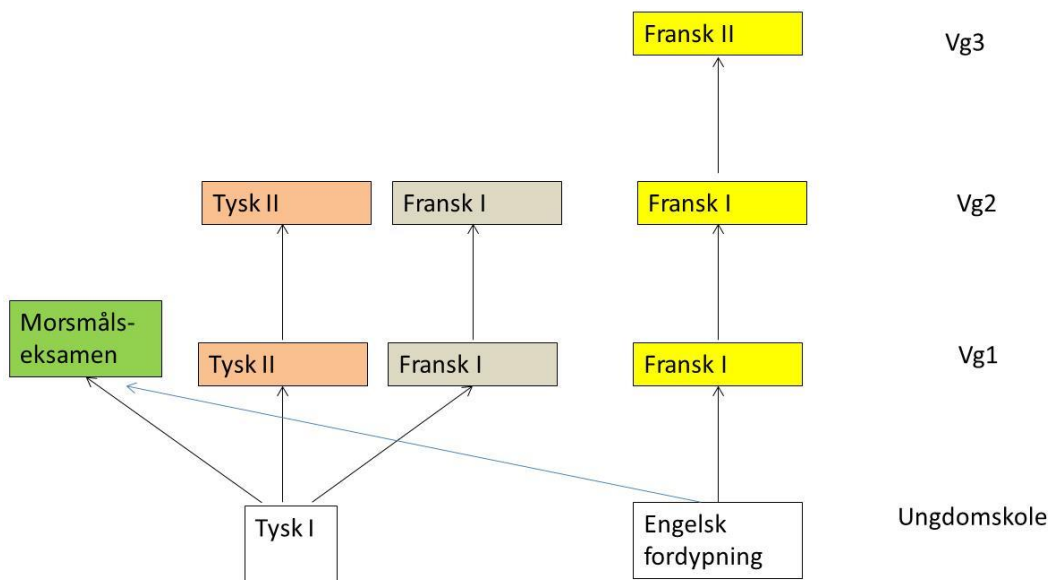 Fransk II
Vg3
Tysk II
Fransk I
Fransk I
Vg2
Morsmåls-
eksamen
Tysk II
Fransk I
Fransk I
Vg1
Tysk I
Engelsk
fordypning
Ungdomskole